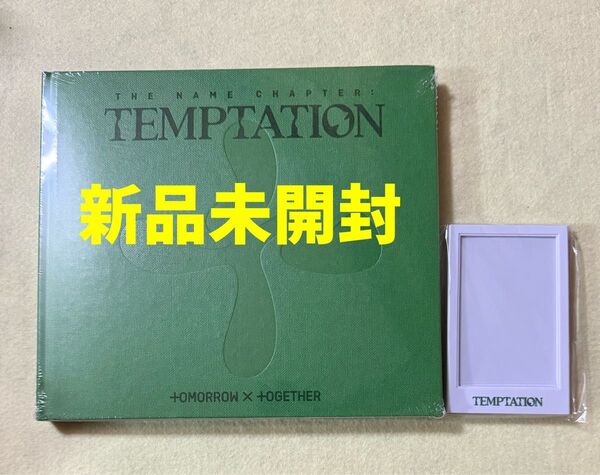 THE NAME CHAPTER:
TEMPTATION
新品未開封
TOMORROW × TOGETHER
TEMPTATION